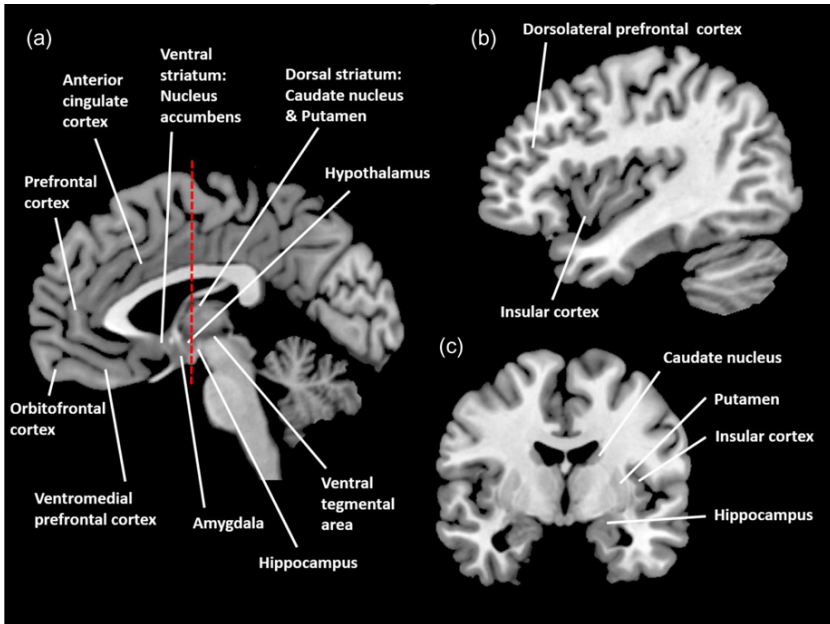 (a)
Ventral
striatum:
Nucleus
accumbens
Dorsal striatum:
Caudate nucleus
& Putamen
Anterior
cingulate
cortex
Hypothalamus
Prefrontal
cortex
Orbitofrontal
cortex
Ventromedial
prefrontal cortex
Amygdala
Hippocampus
Ventral
tegmental
area
(b)
Dorsolateral prefrontal cortex
Insular cortex
(c)
Caudate nucleus
Putamen
Insular cortex
Hippocampus